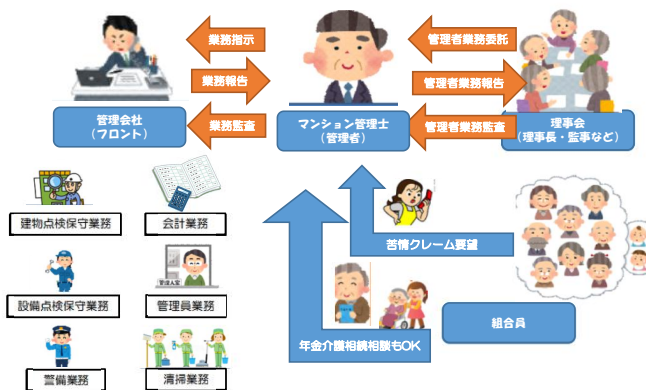 業務指示
管理者業務委託
業務報告
管理者業務報告
管理会社
(フロント)
業務監査
マンション管理士
(管理者)
管理者業務監査
理事会
(理事長・監事など)
建物点検保守業務
会計業務
苦情クレーム要望
管理人室
設備点検保守業務
管理員業務
組合員
年金介護相続相談もOK
警備業務
清掃業務